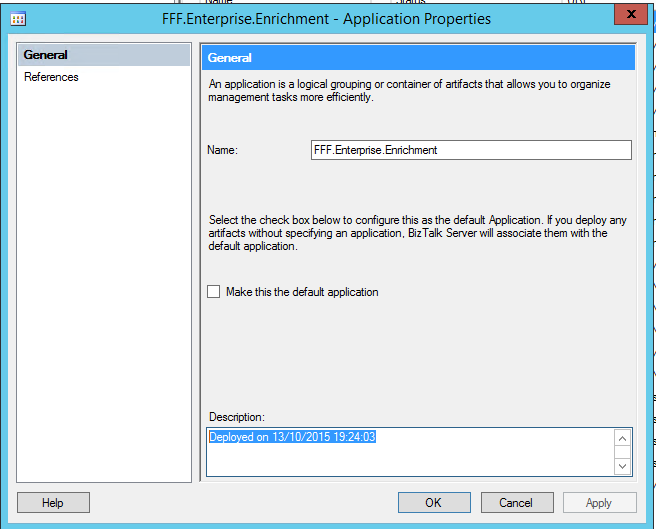 FFF.Enterprise.Enrichment - Application Properties
x
General
References
General
An application is a logical grouping or container of artifacts that allows you to organize
management tasks more efficiently.
Name:
FFF.Enterprise.Enrichment
Select the check box below to configure this as the default Application. If you deploy any
artifacts without specifying an application, BizTalk Server will associate them with the
default application.
Make this the default application
Description:
Deployed on 13/10/2015 19:24:03
Help
OK
Cancel
Apply